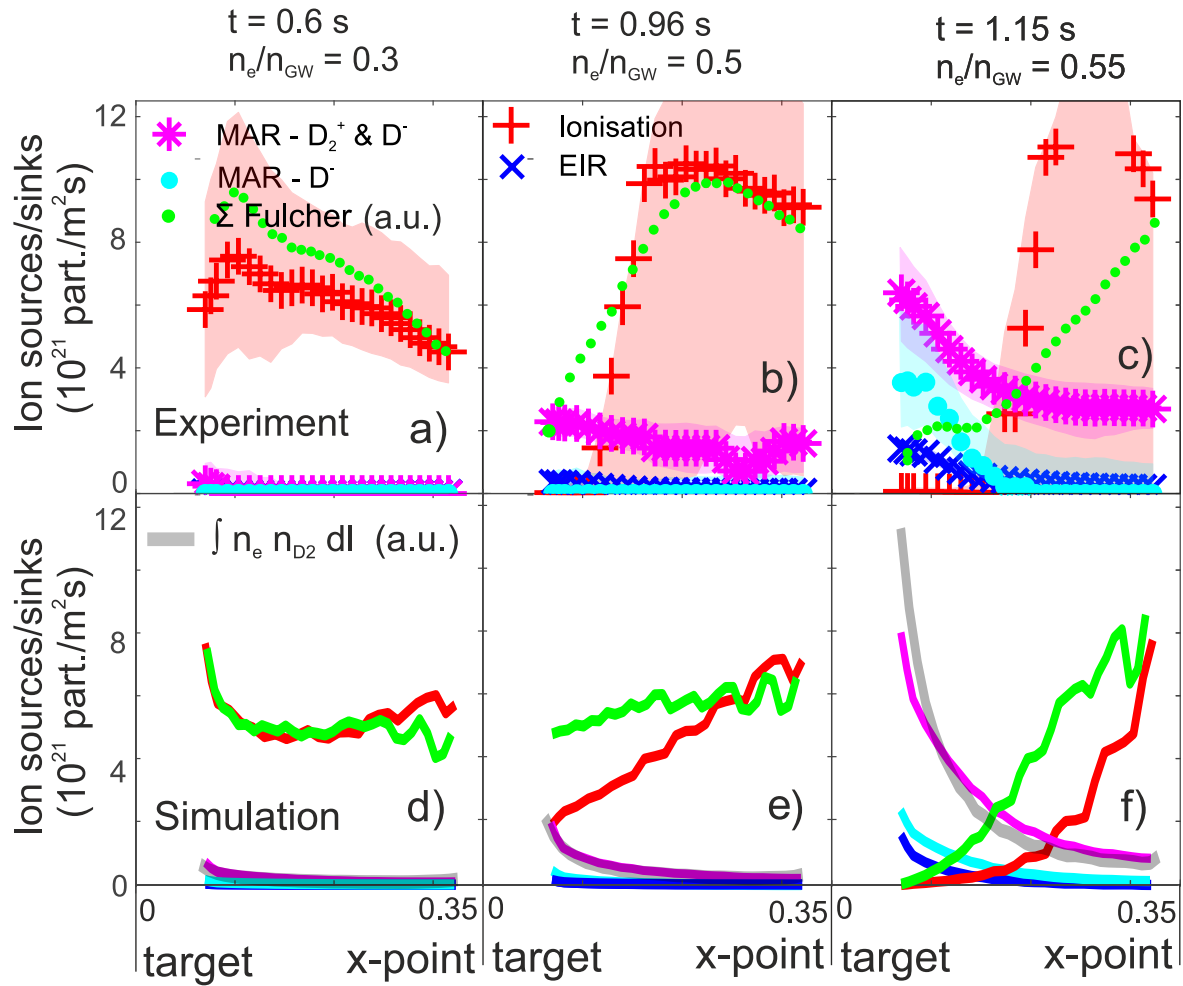 t = 0.6 s
n_e/n_GW = 0.3
t = 0.96 s
n_e/n_GW = 0.5
t = 1.15 s
n_e/n_GW = 0.55
Ion sources/sinks
(10^21 part./m^2s)
12
8
4
0
MAR - D_2^+ & D^-
MAR - D^-
Σ Fulcher (a.u.)
Experiment
a)
Ionisation
EIR
b)
c)
Ion sources/sinks
(10^21 part./m^2s)
12
8
4
0
∫ n_e n_D2 dl (a.u.)
Simulation
d)
e)
f)
0
0.35
0
0.35
0
0.35
target
x-point
target
x-point
target
x-point